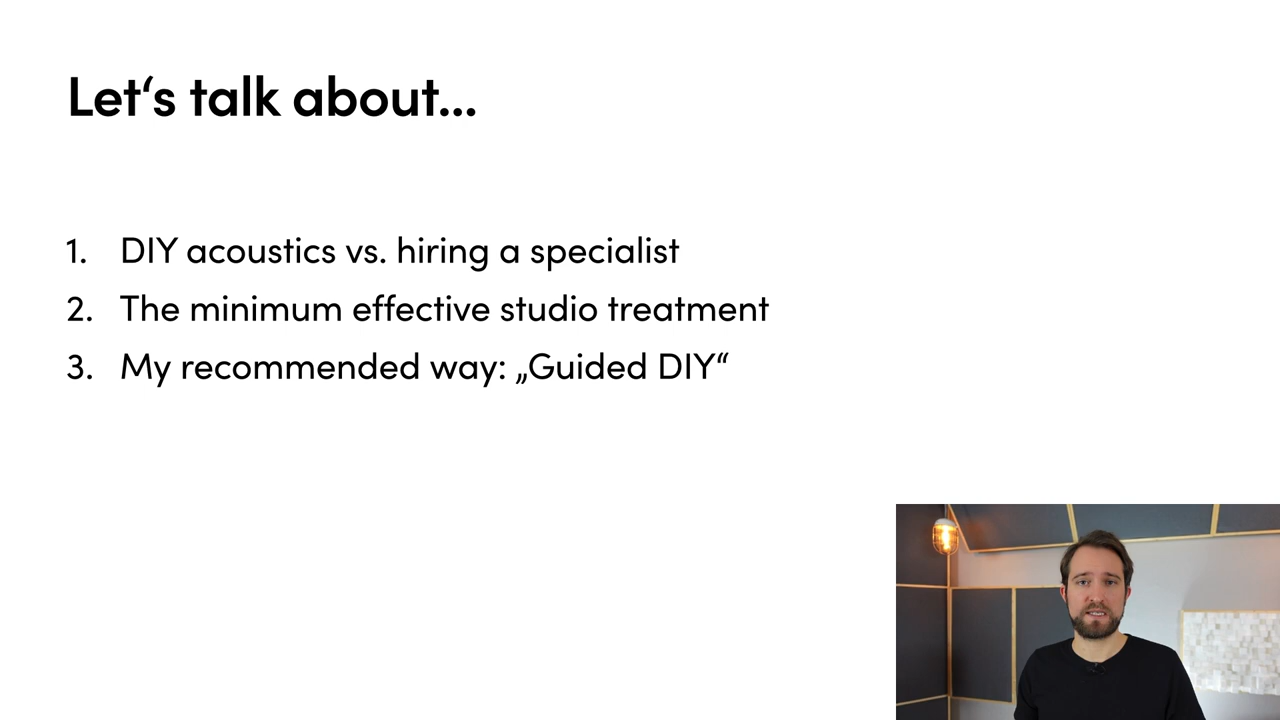 Let‘s talk about...
1. DIY acoustics vs. hiring a specialist
2. The minimum effective studio treatment
3. My recommended way: „Guided DIY“